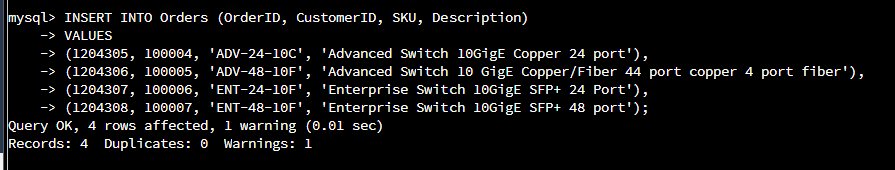 mysql> INSERT INTO Orders (OrderID, CustomerID, SKU, Description)
-> VALUES
-> (1204305, 100004, 'ADV-24-10C', 'Advanced Switch 10GigE Copper 24 port'),
-> (1204306, 100005, 'ADV-48-10F', 'Advanced Switch 10 GigE Copper/Fiber 44 port copper 4 port fiber'),
-> (1204307, 100006, 'ENT-24-10F', 'Enterprise Switch 10GigE SFP+ 24 Port'),
-> (1204308, 100007, 'ENT-48-10F', 'Enterprise Switch 10GigE SFP+ 48 port');
Query OK, 4 rows affected, 1 warning (0.01 sec)
Records: 4  Duplicates: 0  Warnings: 1